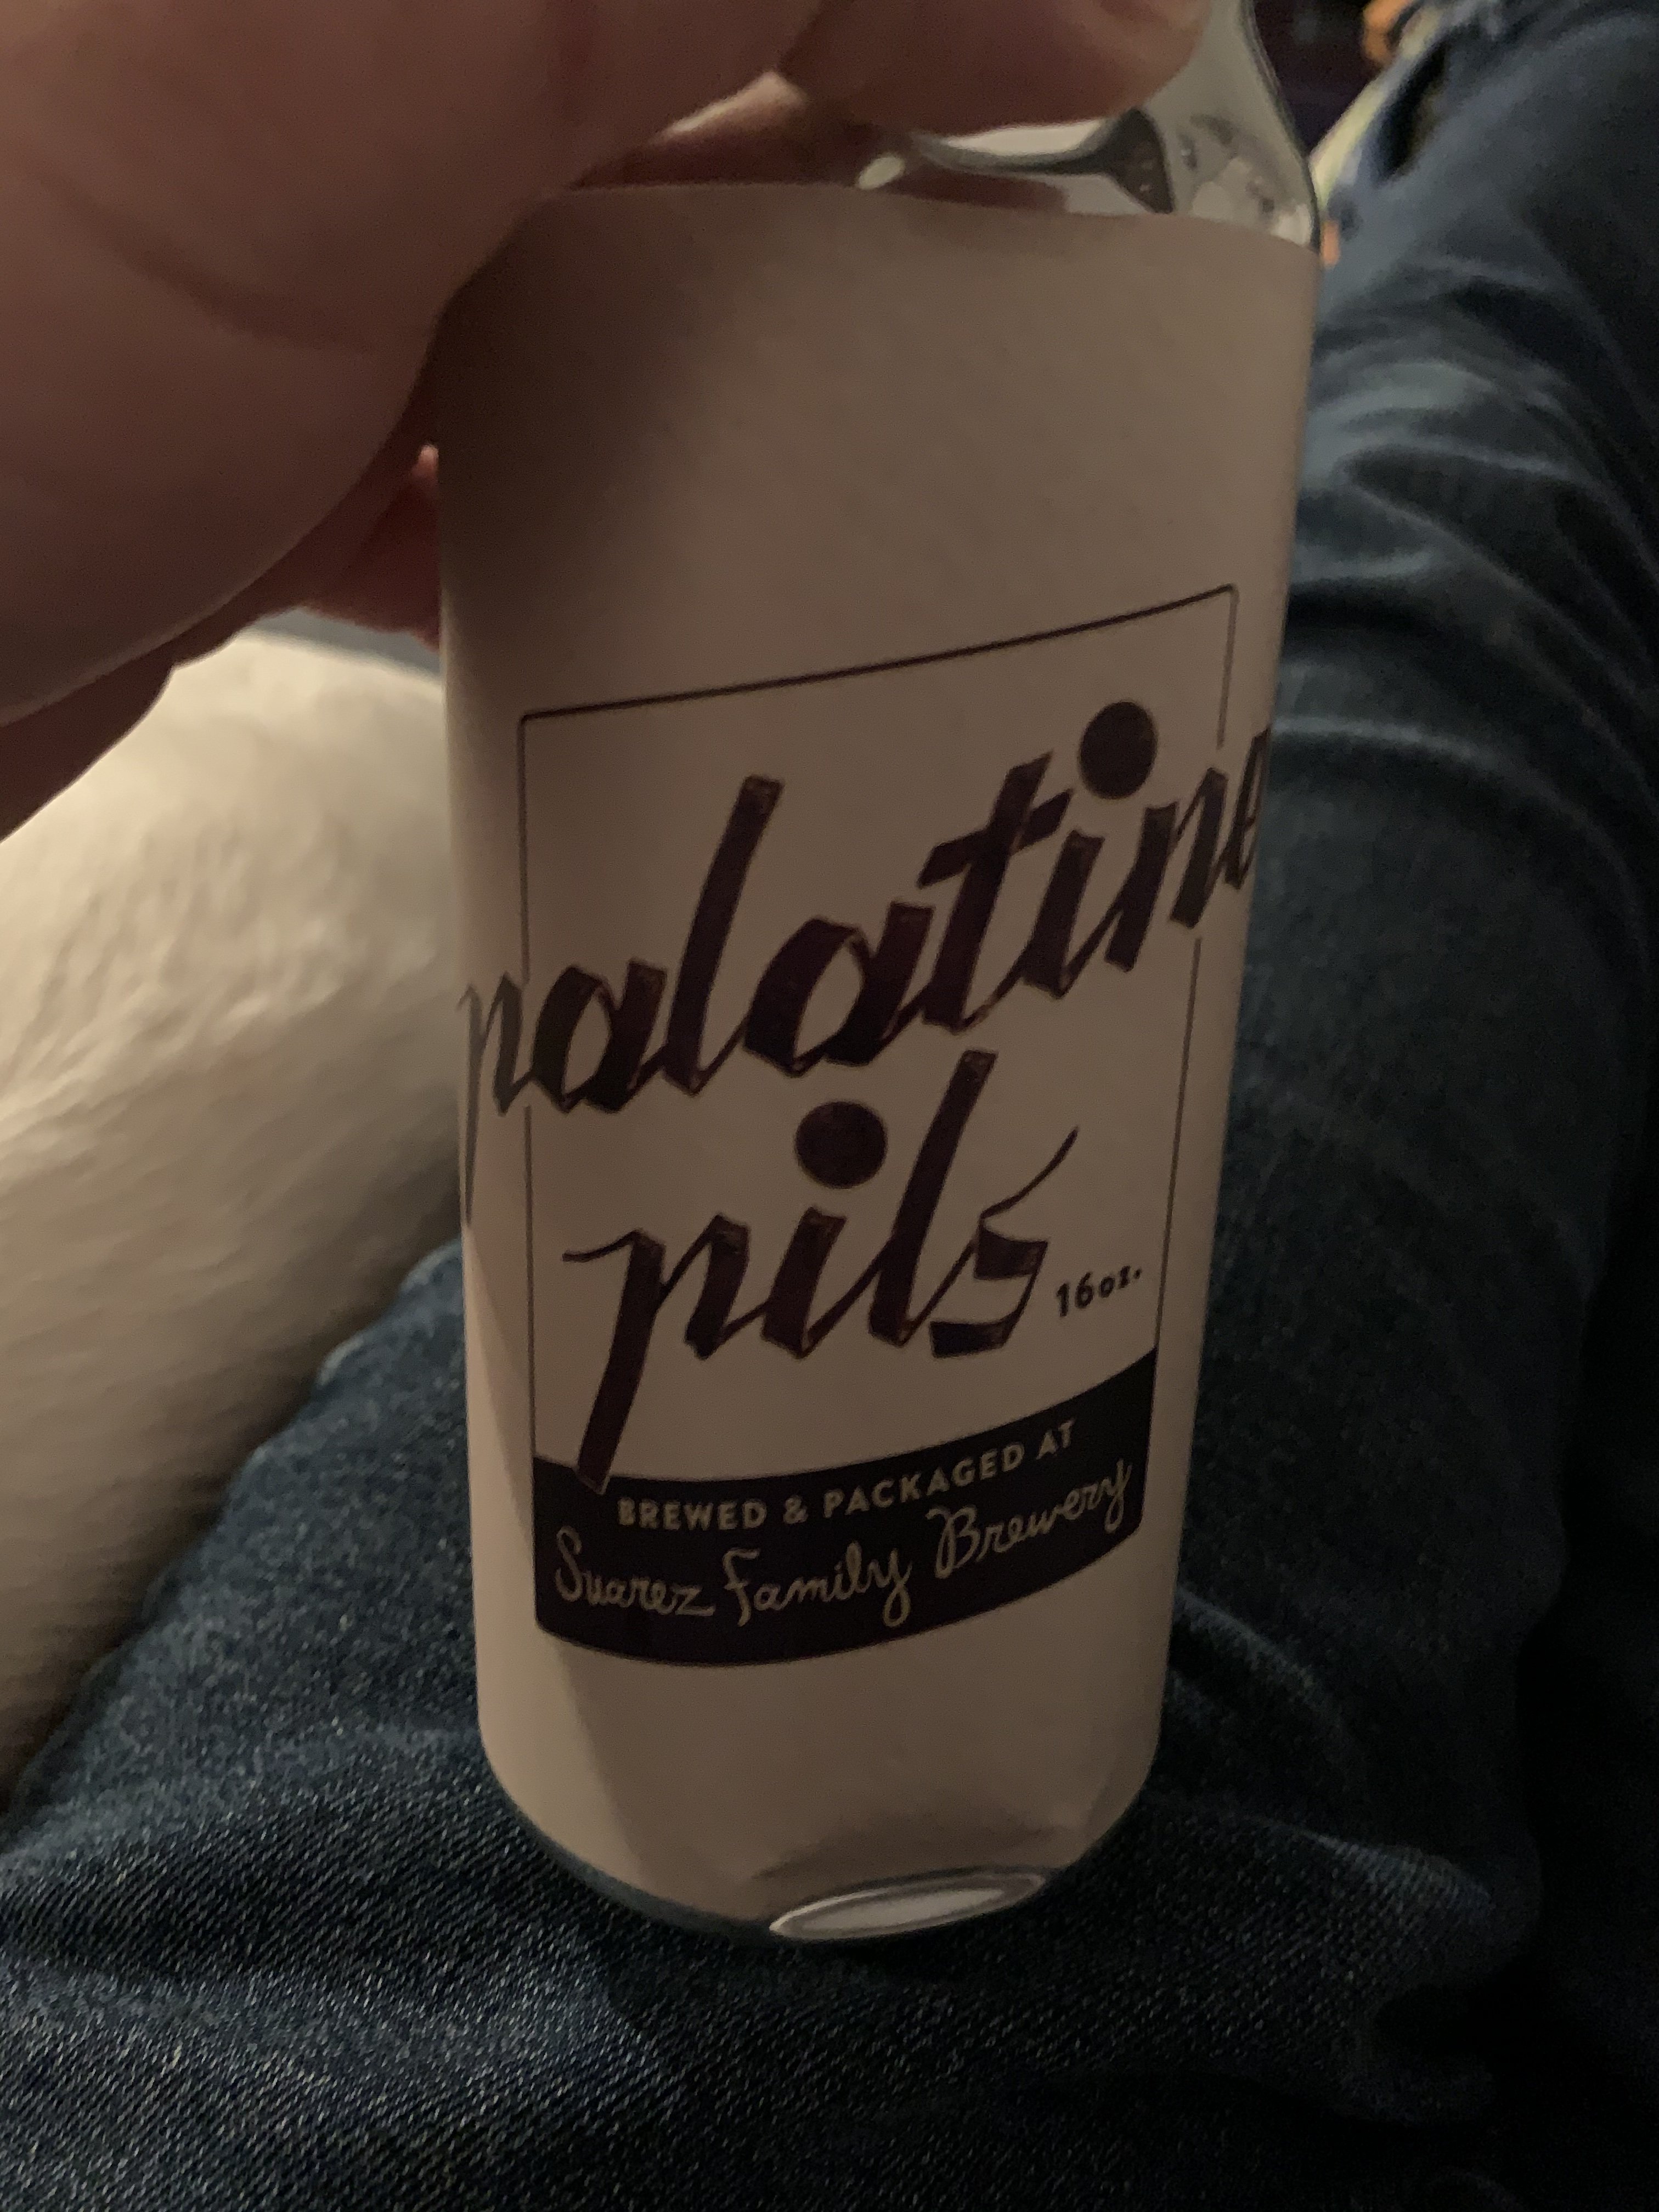 palatine
pils
16oz.
BREWED & PACKAGED AT
Suarez Family Brewery